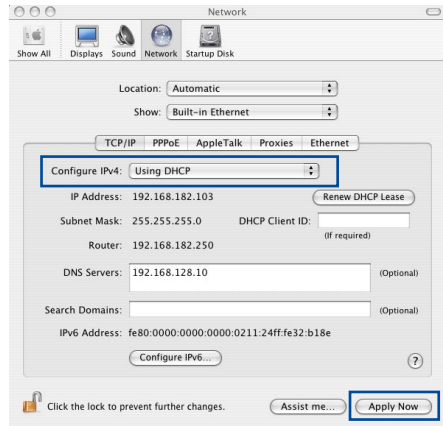 Network
Show All Displays Sound Network Startup Disk
Location: Automatic
Show: Built-in Ethernet
TCP/IP PPPoE AppleTalk Proxies Ethernet
Configure IPv4: Using DHCP
IP Address: 192.168.182.103 Renew DHCP Lease
Subnet Mask: 255.255.255.0 DHCP Client ID:
(If required)
Router: 192.168.182.250
DNS Servers: 192.168.128.10 (Optional)
Search Domains: (Optional)
IPv6 Address: fe80:0000:0000:0000:0211:24ff:fe32:b18e
Configure IPv6... ?
Click the lock to prevent further changes. Assist me... Apply Now